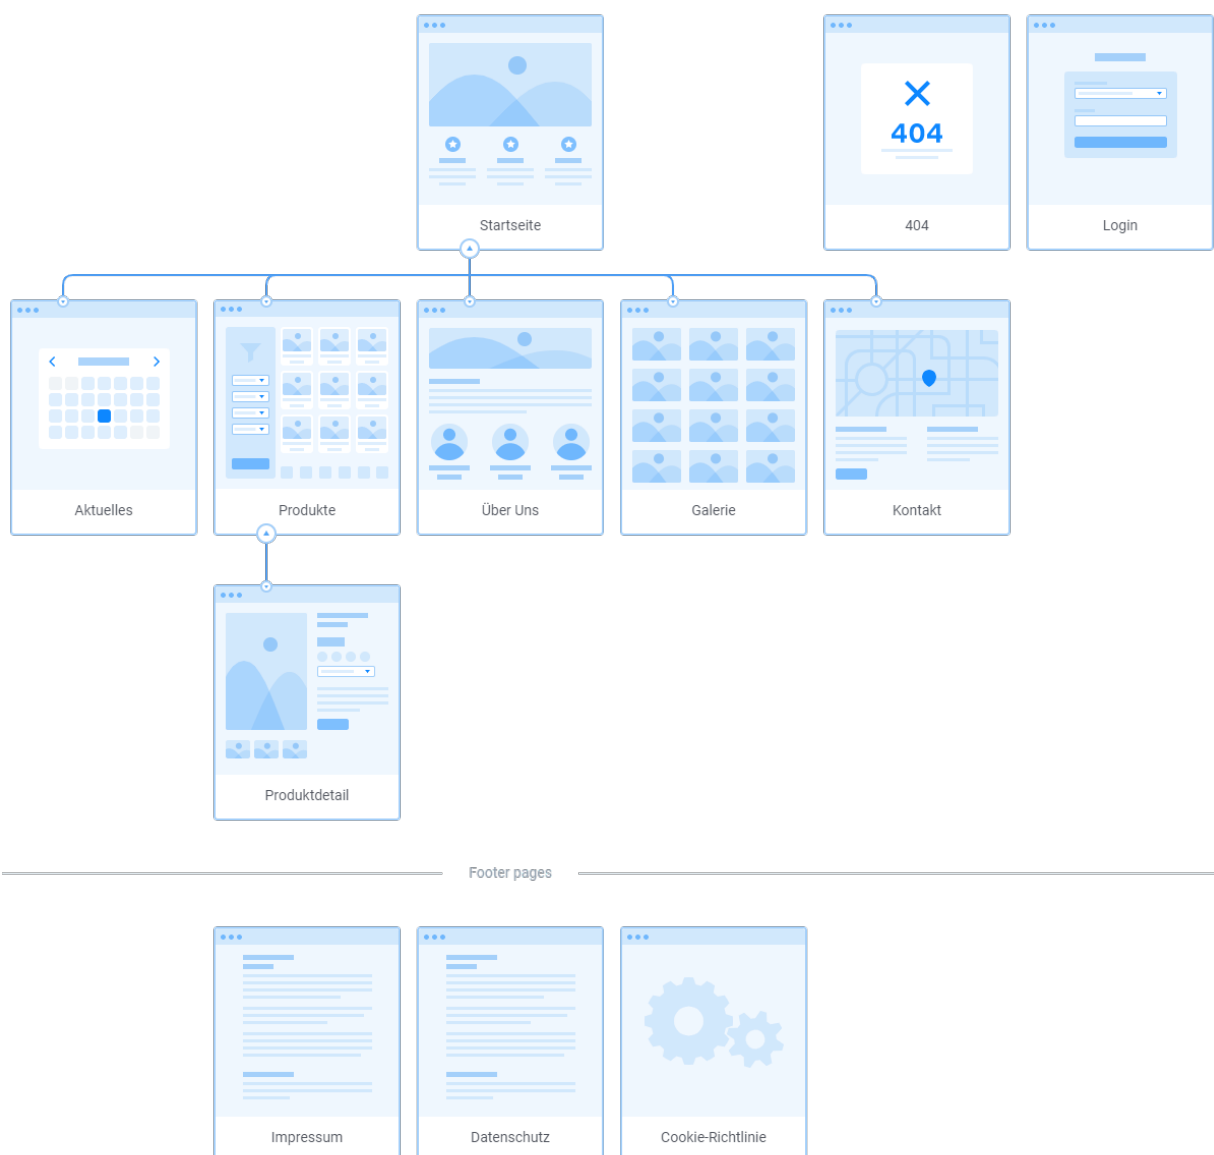 404
Startseite
404
Login
Aktuelles
Produkte
Über Uns
Galerie
Kontakt
Produktdetail
Footer pages
Impressum
Datenschutz
Cookie-Richtlinie